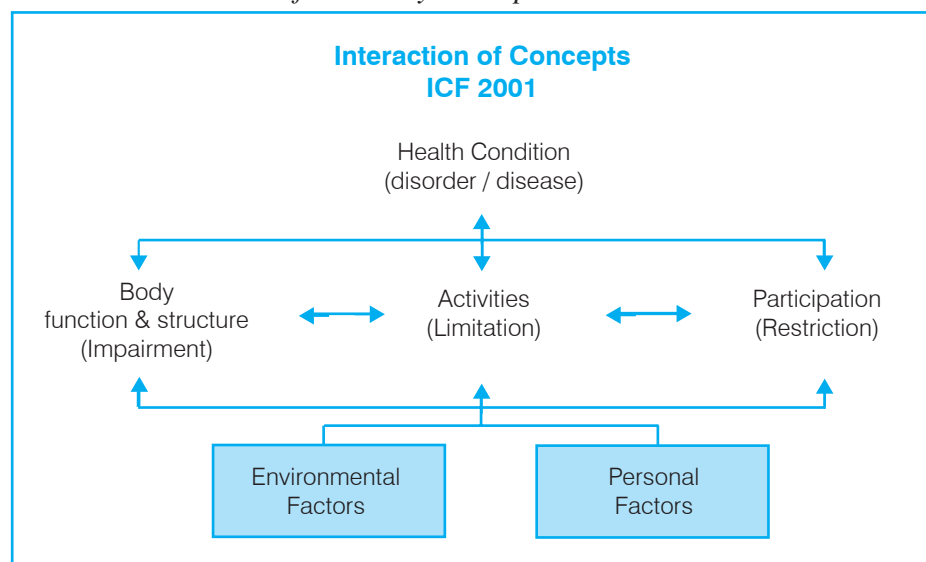 Interaction of Concepts
ICF 2001
Health Condition
(disorder / disease)
Body
function & structure
(Impairment)
Activities
(Limitation)
Participation
(Restriction)
Environmental
Factors
Personal
Factors